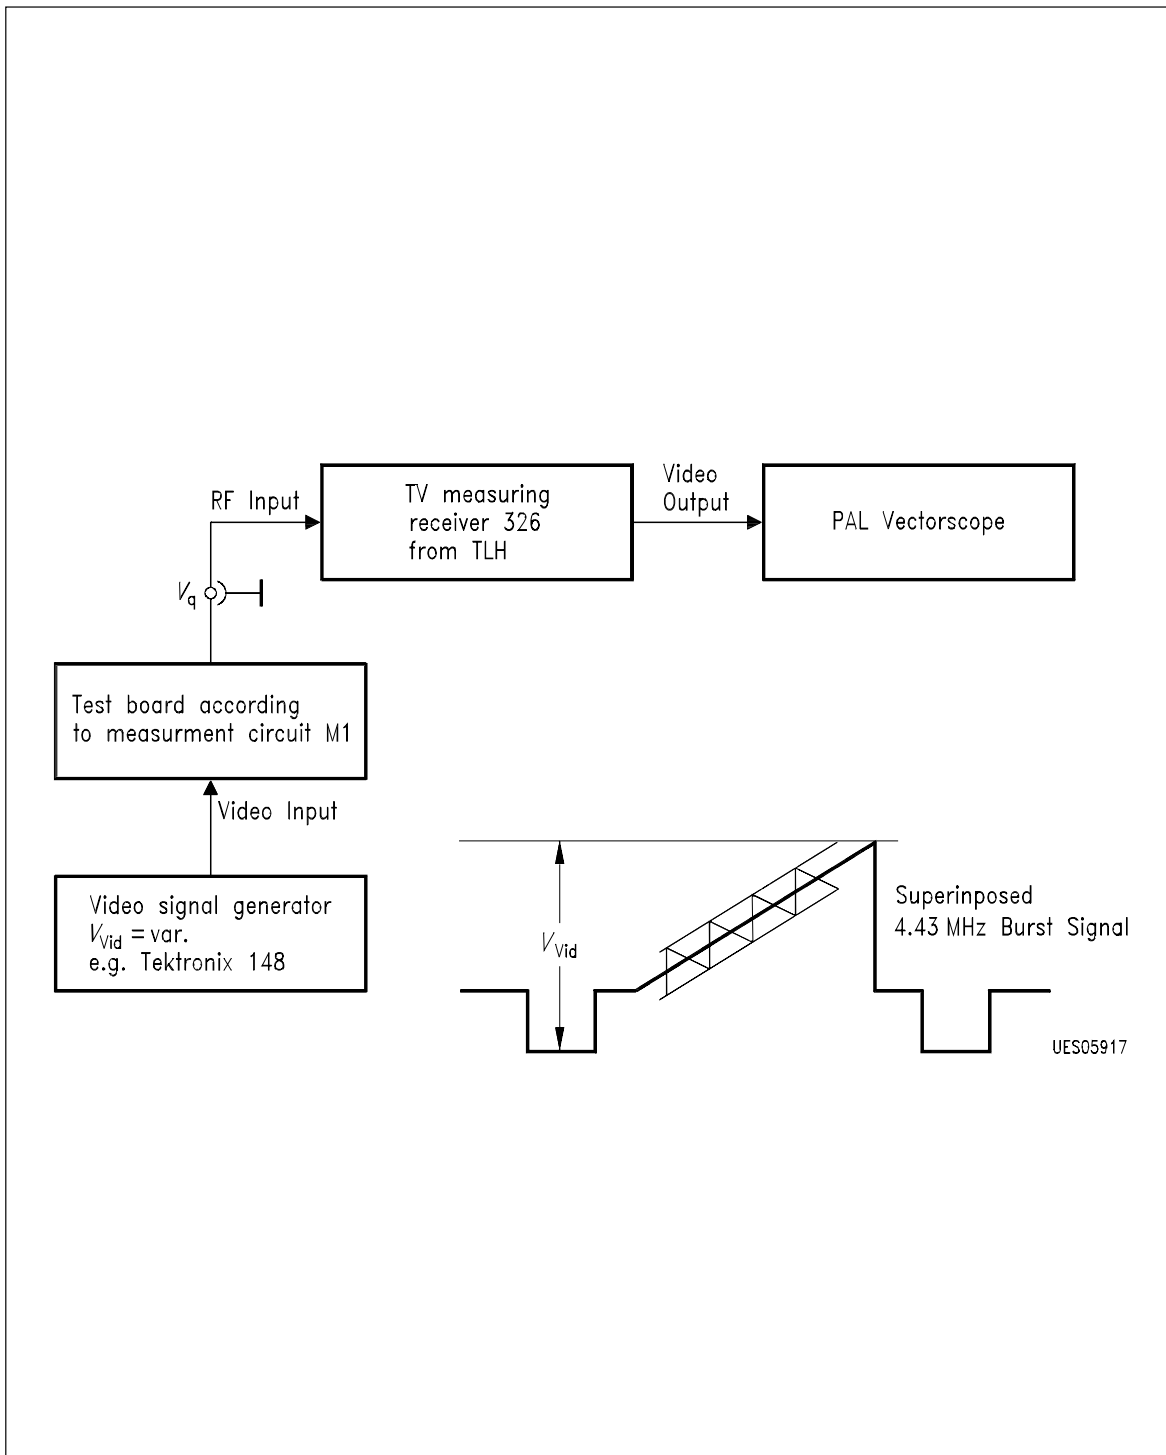 RF Input
TV measuring
receiver 326
from TLH
Video
Output
PAL Vectorscope
Vq
Test board according
to measurment circuit M1
Video Input
Video signal generator
VVid = var.
e.g. Tektronix 148
VVid
Superinposed
4.43 MHz Burst Signal
UES05917